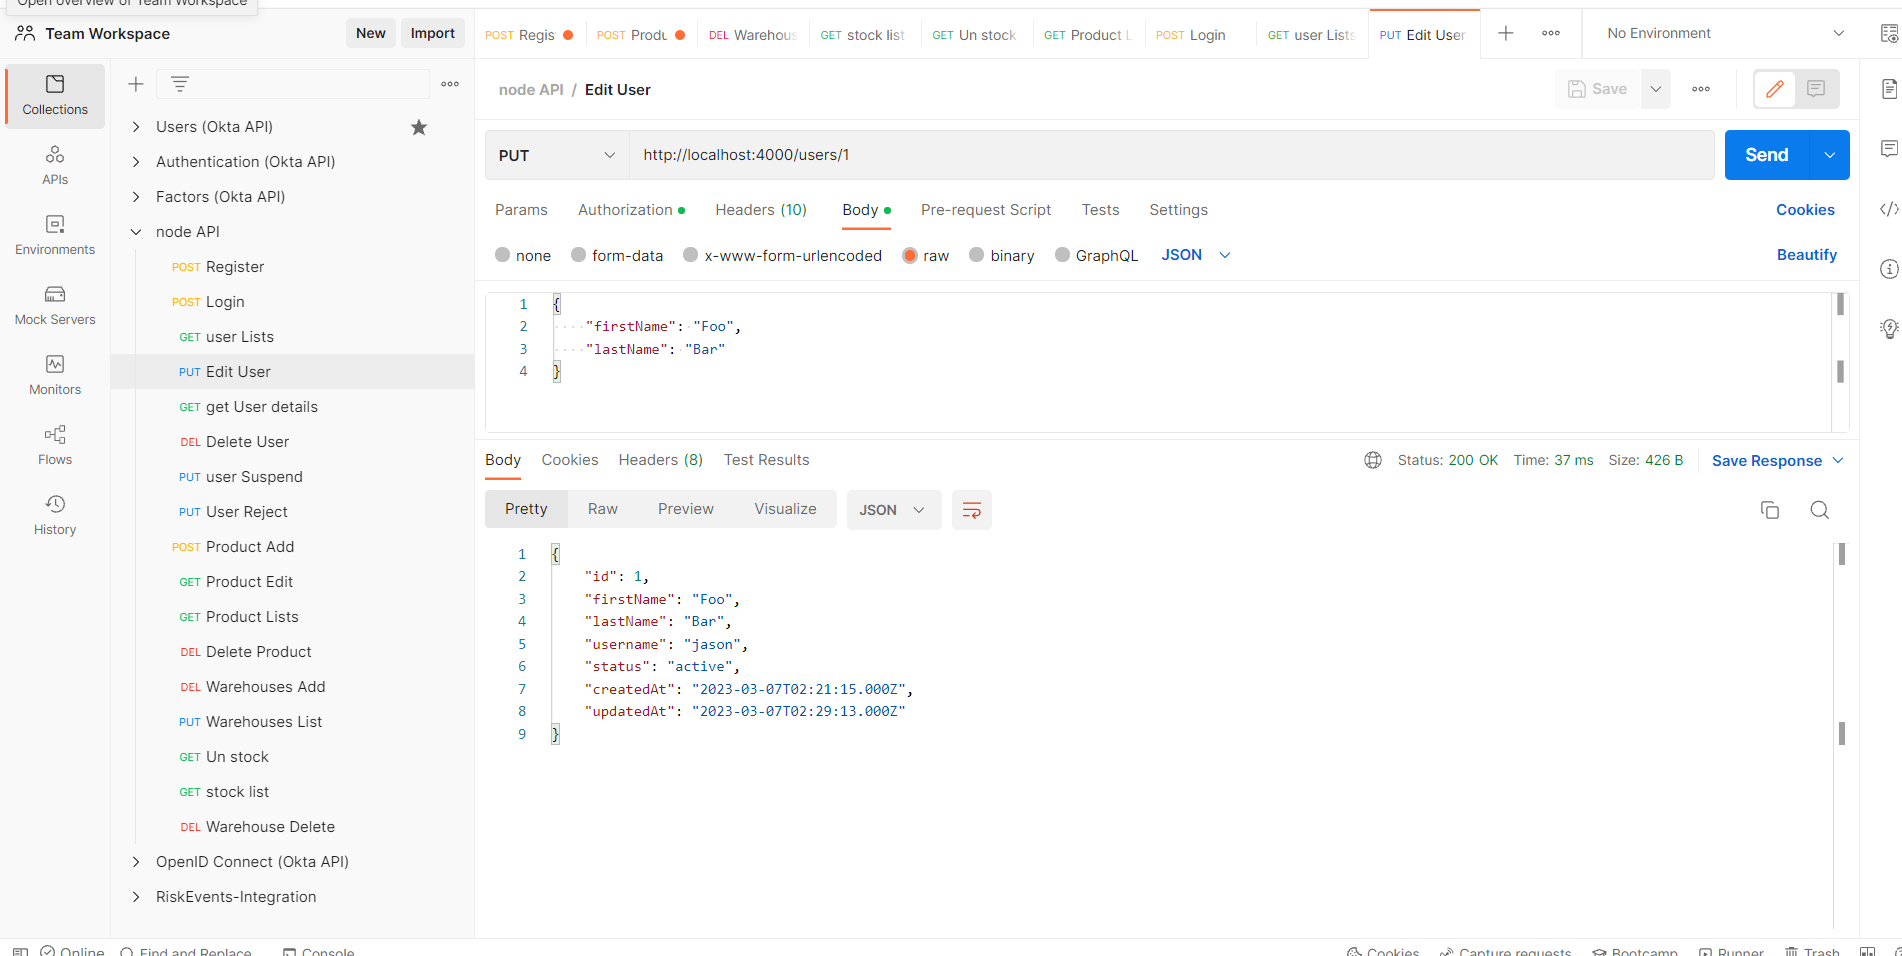 Open overview of Team Workspace
Team Workspace
New
Import
POST Regis
POST Produ
DEL Warehous
GET stock list
GET Un stock
GET Product L
POST Login
GET user Lists
PUT Edit User
No Environment
Collections
APIs
Environments
Mock Servers
Monitors
Flows
History
Users (Okta API)
Authentication (Okta API)
Factors (Okta API)
node API
POST Register
POST Login
GET user Lists
PUT Edit User
GET get User details
DEL Delete User
PUT user Suspend
PUT User Reject
POST Product Add
GET Product Edit
GET Product Lists
DEL Delete Product
DEL Warehouses Add
PUT Warehouses List
GET Un stock
GET stock list
DEL Warehouse Delete
OpenID Connect (Okta API)
RiskEvents-Integration
node API / Edit User
Save
PUT
http://localhost:4000/users/1
Send
Params Authorization Headers (10) Body Pre-request Script Tests Settings
Cookies
none form-data x-www-form-urlencoded raw binary GraphQL JSON
Beautify
1 {
2 "firstName": "Foo",
3 "lastName": "Bar"
4 }
Body Cookies Headers (8) Test Results
Status: 200 OK Time: 37 ms Size: 426 B
Save Response
Pretty Raw Preview Visualize JSON
1 {
2 "id": 1,
3 "firstName": "Foo",
4 "lastName": "Bar",
5 "username": "jason",
6 "status": "active",
7 "createdAt": "2023-03-07T02:21:15.000Z",
8 "updatedAt": "2023-03-07T02:29:13.000Z"
9 }
Online Find and Replace Console
Cookies Capture requests Bootcamp Runner Trash